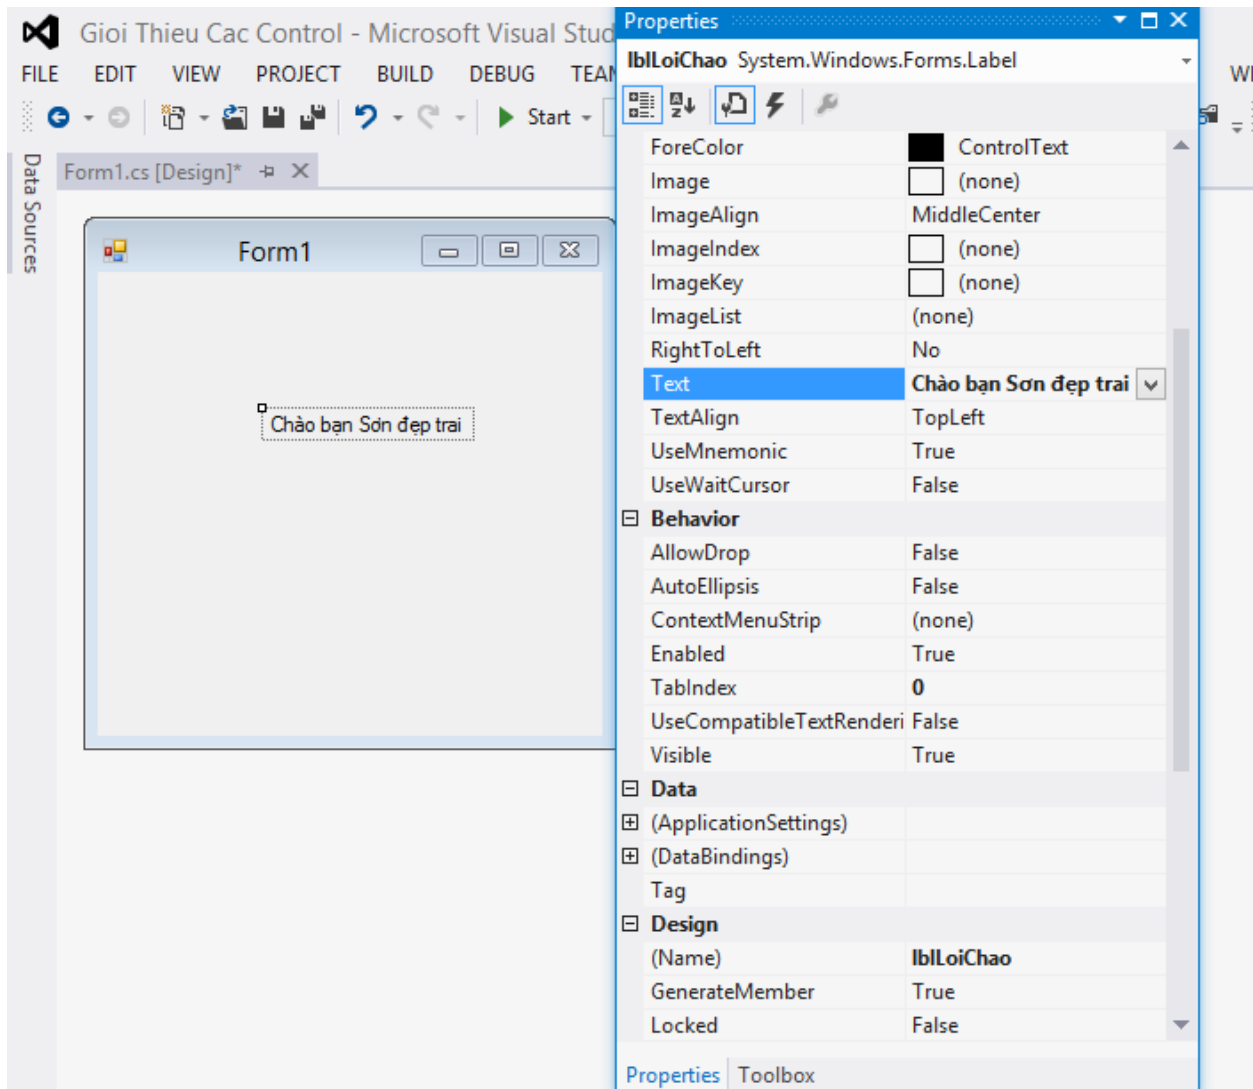 Gioi Thieu Cac Control - Microsoft Visual Stud
FILE EDIT VIEW PROJECT BUILD DEBUG TEAM
Start
Data Sources
Form1.cs [Design]*
Form1
Chào bạn Sơn đẹp trai
Properties
lblLoiChao System.Windows.Forms.Label
ForeColor ControlText
Image (none)
ImageAlign MiddleCenter
ImageIndex (none)
ImageKey (none)
ImageList (none)
RightToLeft No
Text Chào bạn Sơn đẹp trai
TextAlign TopLeft
UseMnemonic True
UseWaitCursor False
Behavior
AllowDrop False
AutoEllipsis False
ContextMenuStrip (none)
Enabled True
TabIndex 0
UseCompatibleTextRenderi False
Visible True
Data
(ApplicationSettings)
(DataBindings)
Tag
Design
(Name) lblLoiChao
GenerateMember True
Locked False
Properties Toolbox